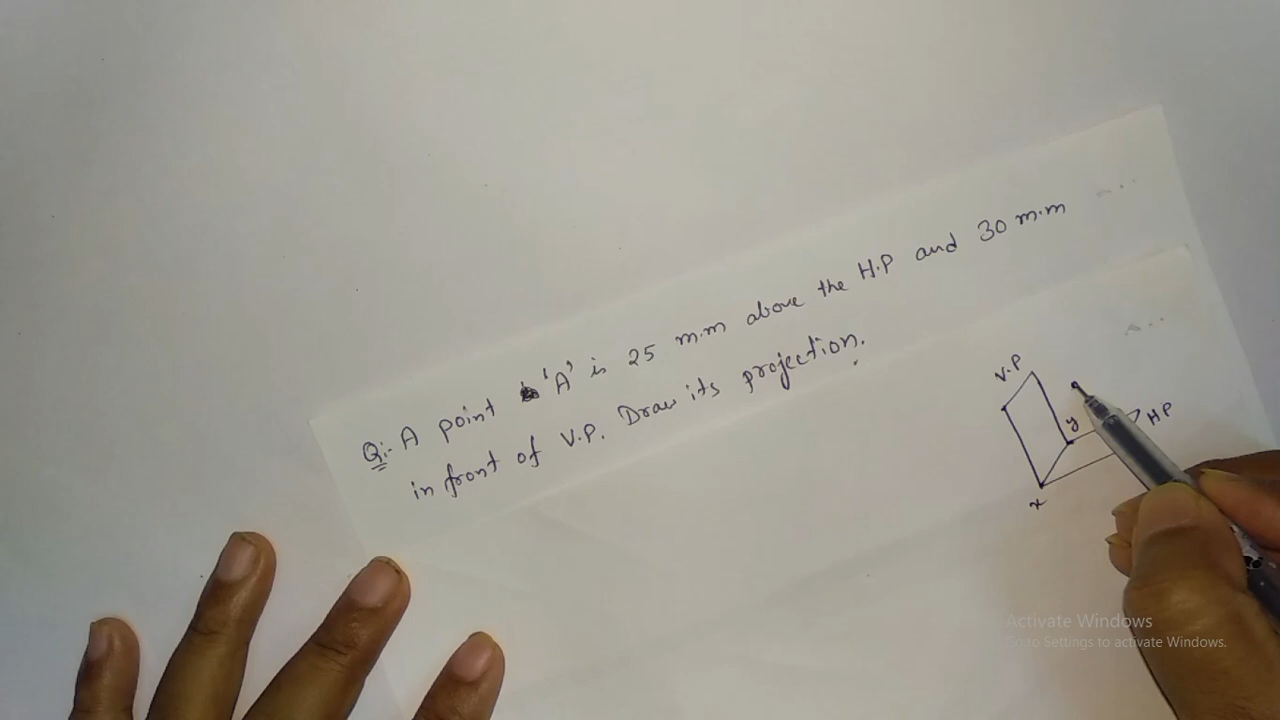 Q:- A point 'A' is 25 m.m above the H.P and 30 m.m
in front of V.P. Draw its projection.
V.P
y
HP
x
Activate Windows
Go to Settings to activate Windows.